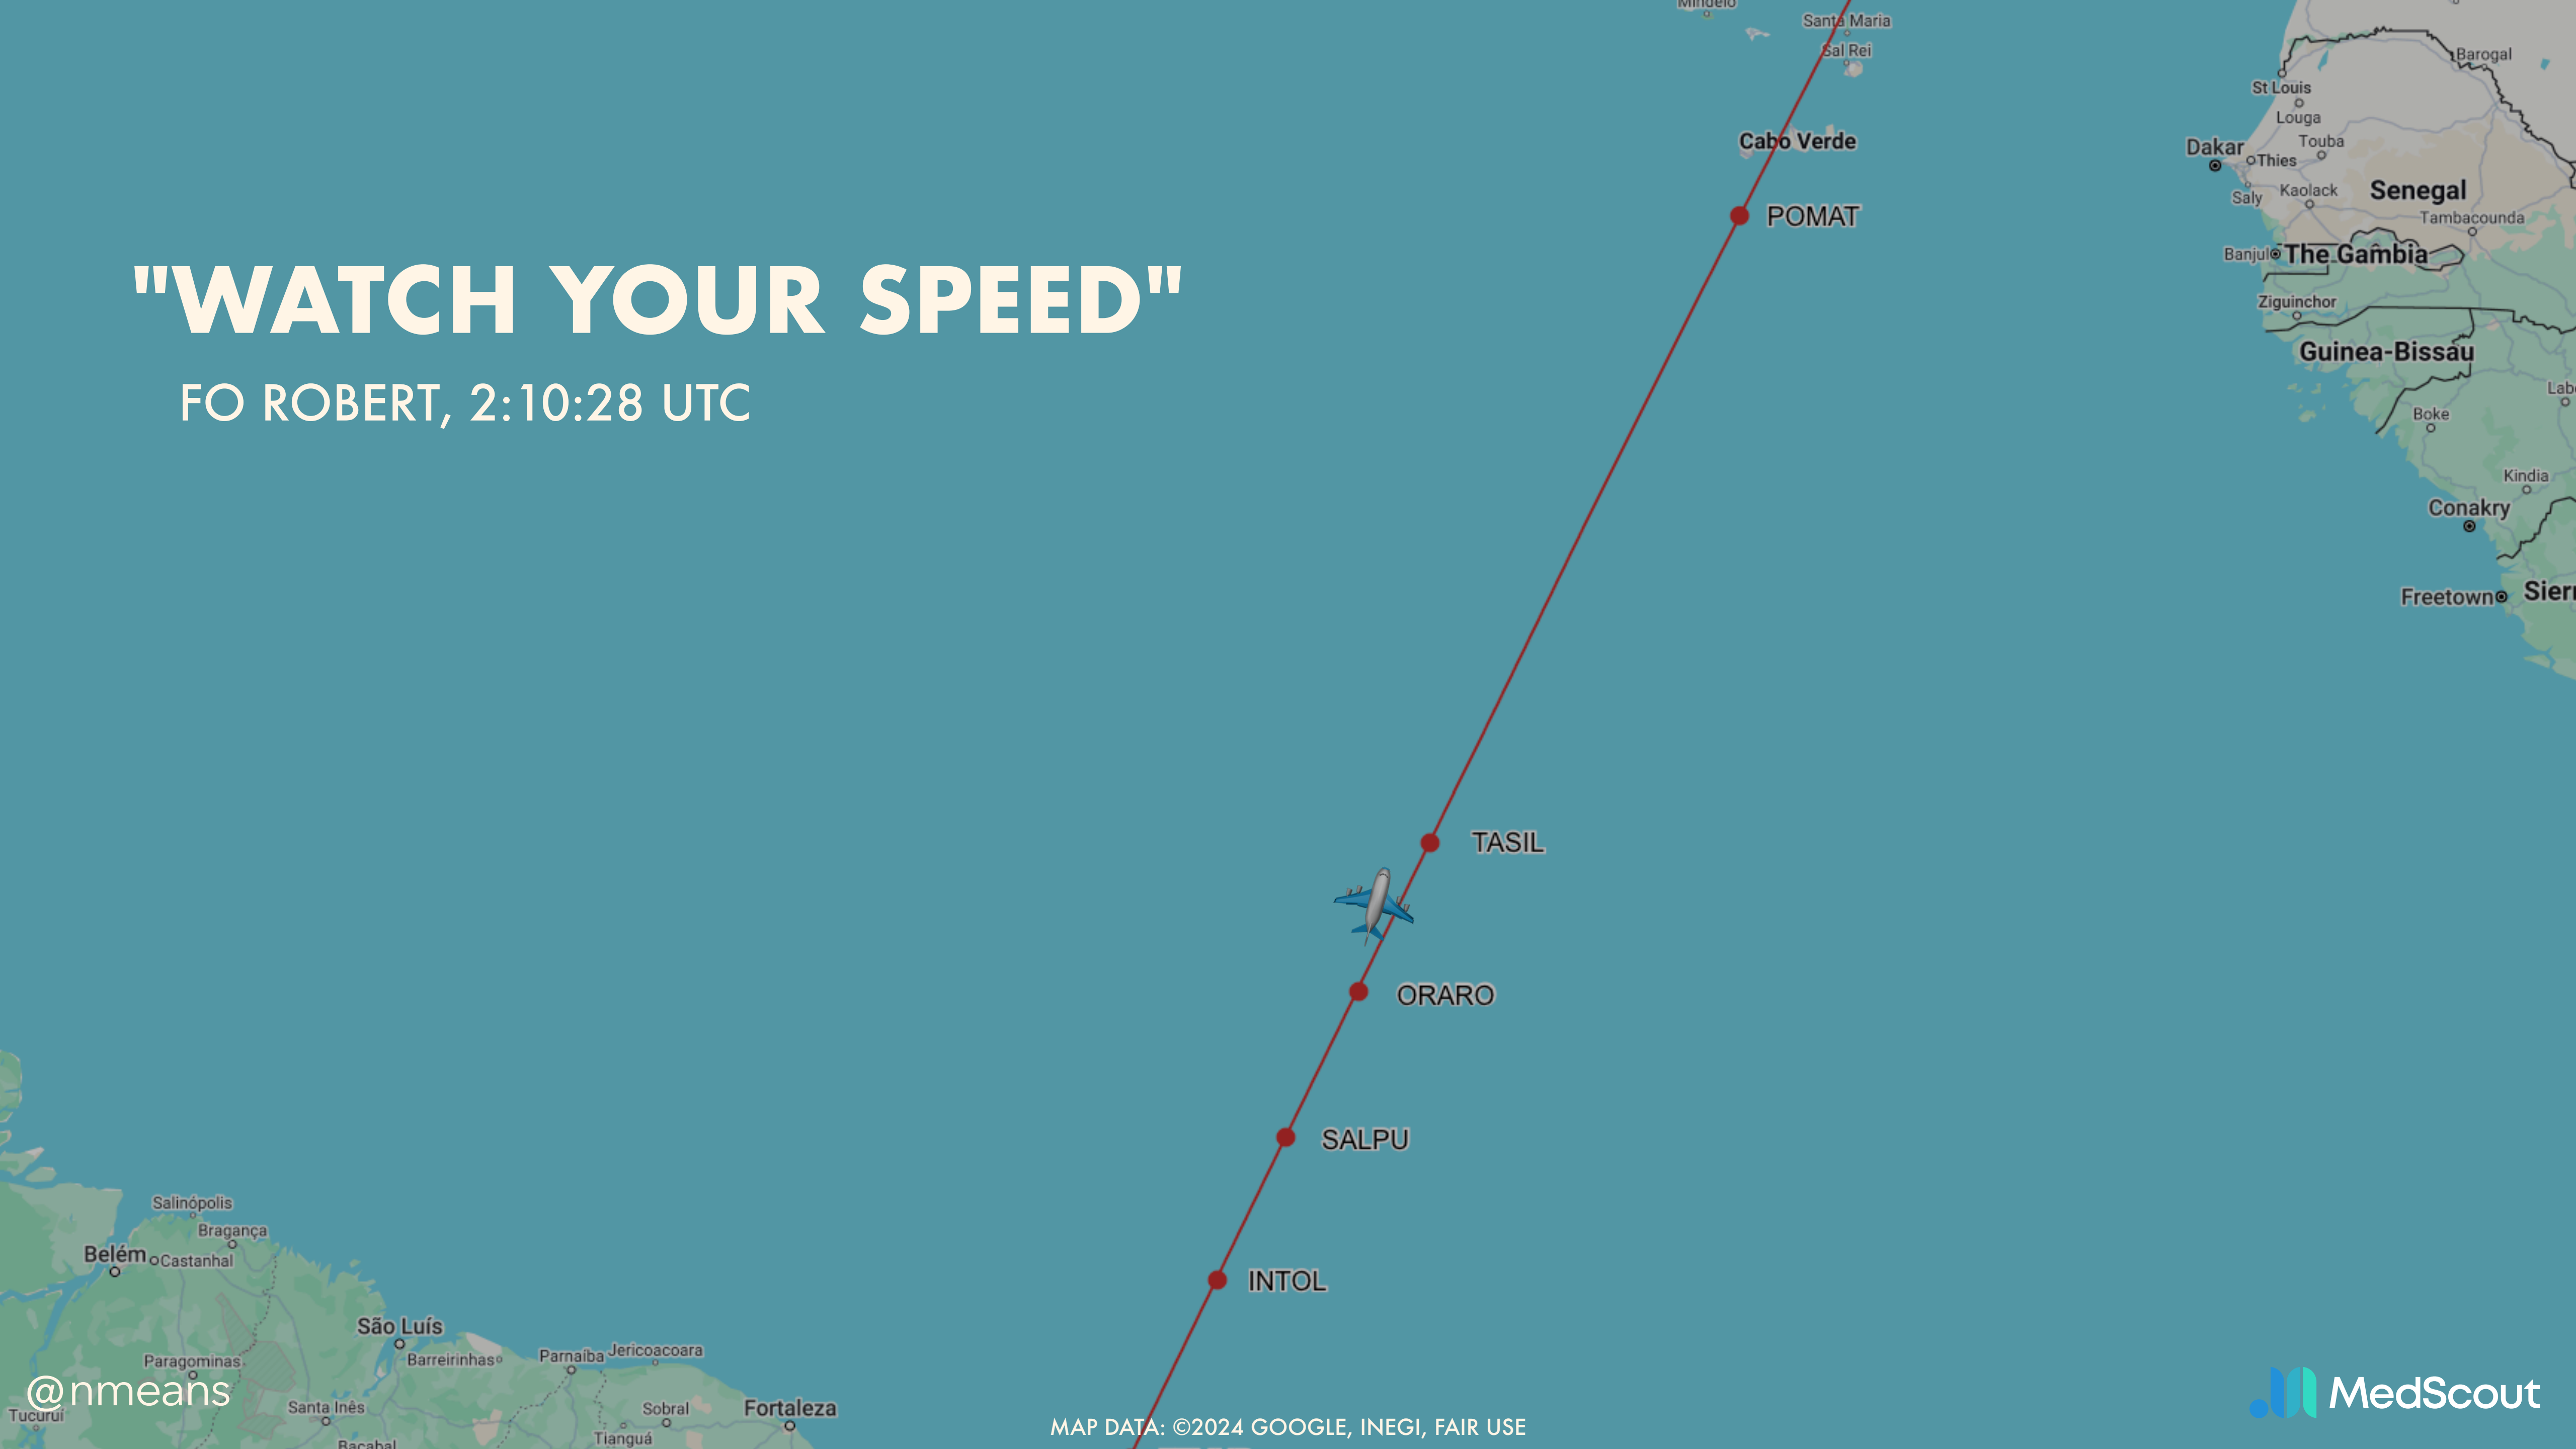 Mindelo
Santa Maria
Sal Rei
Barogal
St Louis
Louga
Cabo Verde
Touba
Dakar
Thies
Kaolack
Senegal
Saly
POMAT
Tambacounda
Banjul
The Gambia
"WATCH YOUR SPEED"
Ziguinchor
Guinea-Bissau
FO ROBERT, 2:10:28 UTC
Boke
Kindia
Conakry
Freetown
TASIL
ORARO
SALPU
Salinópolis
Bragança
Belém
Castanhal
INTOL
São Luís
Barreirinhas
Parnaíba
Jericoacoara
Paragominas
@nmeans
MedScout
Santa Inês
Sobral
Fortaleza
Tucuruí
MAP DATA: ©2024 GOOGLE, INEGI, FAIR USE
Tianguá
Bacabal